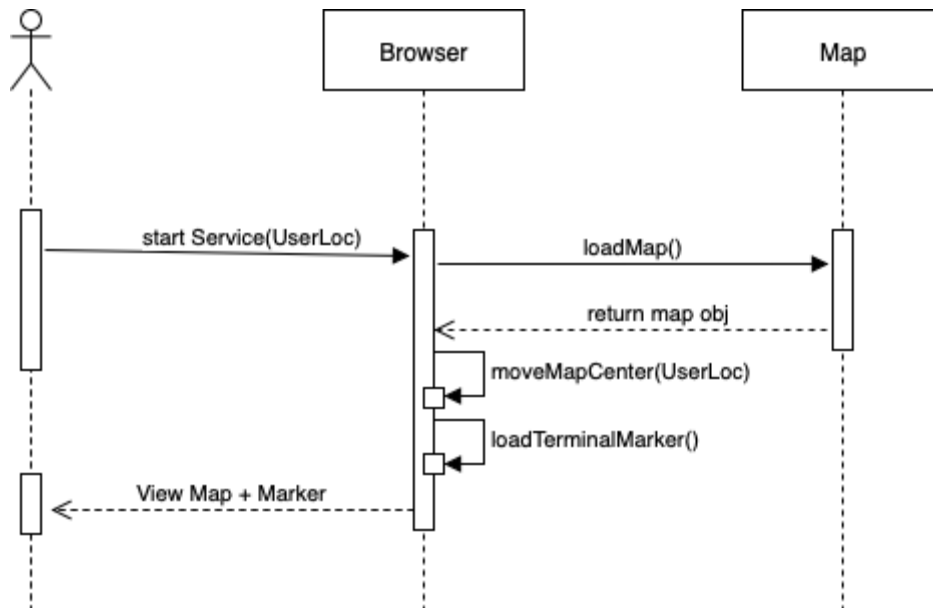 Browser
Map
start Service(UserLoc)
loadMap()
return map obj
moveMapCenter(UserLoc)
loadTerminalMarker()
View Map + Marker